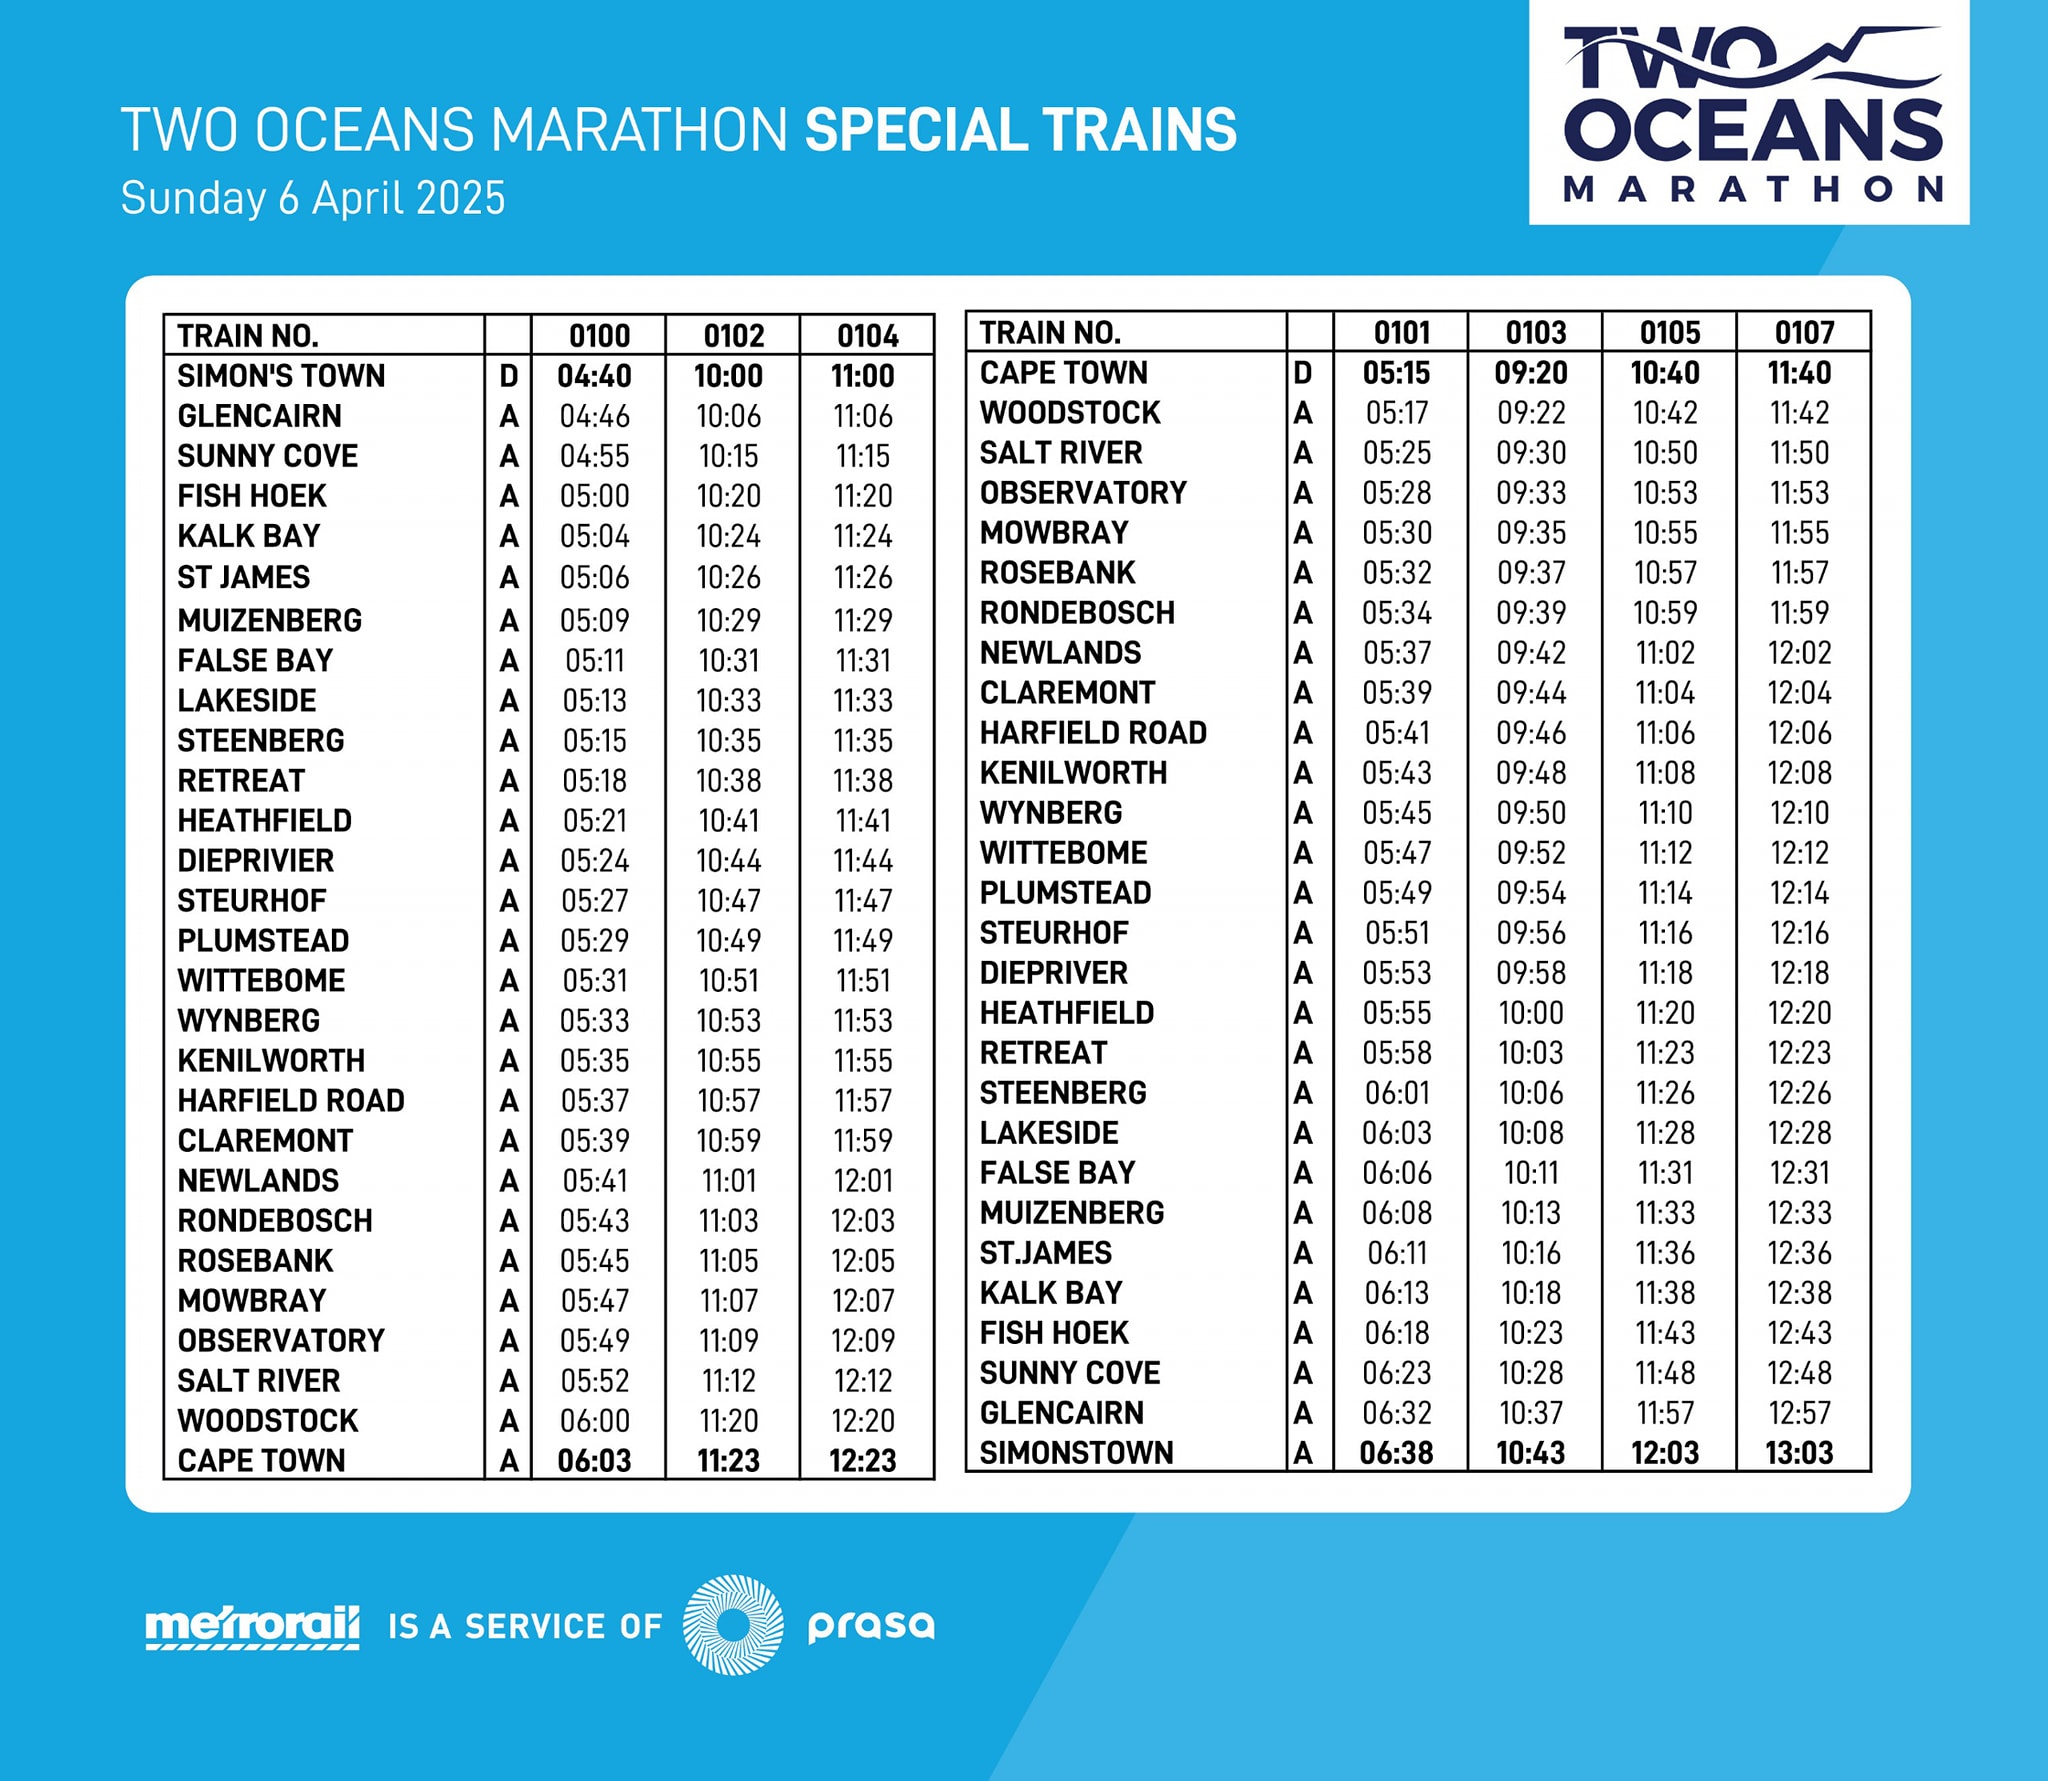 TWO OCEANS MARATHON SPECIAL TRAINS
Sunday 6 April 2025
TWO
OCEANS
MARATHON
TRAIN NO. 0100 0102 0104
SIMON'S TOWN D 04:40 10:00 11:00
GLENCAIRN A 04:46 10:06 11:06
SUNNY COVE A 04:55 10:15 11:15
FISH HOEK A 05:00 10:20 11:20
KALK BAY A 05:04 10:24 11:24
ST JAMES A 05:06 10:26 11:26
MUIZENBERG A 05:09 10:29 11:29
FALSE BAY A 05:11 10:31 11:31
LAKESIDE A 05:13 10:33 11:33
STEENBERG A 05:15 10:35 11:35
RETREAT A 05:18 10:38 11:38
HEATHFIELD A 05:21 10:41 11:41
DIEPRIVIER A 05:24 10:44 11:44
STEURHOF A 05:27 10:47 11:47
PLUMSTEAD A 05:29 10:49 11:49
WITTEBOME A 05:31 10:51 11:51
WYNBERG A 05:33 10:53 11:53
KENILWORTH A 05:35 10:55 11:55
HARFIELD ROAD A 05:37 10:57 11:57
CLAREMONT A 05:39 10:59 11:59
NEWLANDS A 05:41 11:01 12:01
RONDEBOSCH A 05:43 11:03 12:03
ROSEBANK A 05:45 11:05 12:05
MOWBRAY A 05:47 11:07 12:07
OBSERVATORY A 05:49 11:09 12:09
SALT RIVER A 05:52 11:12 12:12
WOODSTOCK A 06:00 11:20 12:20
CAPE TOWN A 06:03 11:23 12:23
TRAIN NO. 0101 0103 0105 0107
CAPE TOWN D 05:15 09:20 10:40 11:40
WOODSTOCK A 05:17 09:22 10:42 11:42
SALT RIVER A 05:25 09:30 10:50 11:50
OBSERVATORY A 05:28 09:33 10:53 11:53
MOWBRAY A 05:30 09:35 10:55 11:55
ROSEBANK A 05:32 09:37 10:57 11:57
RONDEBOSCH A 05:34 09:39 10:59 11:59
NEWLANDS A 05:37 09:42 11:02 12:02
CLAREMONT A 05:39 09:44 11:04 12:04
HARFIELD ROAD A 05:41 09:46 11:06 12:06
KENILWORTH A 05:43 09:48 11:08 12:08
WYNBERG A 05:45 09:50 11:10 12:10
WITTEBOME A 05:47 09:52 11:12 12:12
PLUMSTEAD A 05:49 09:54 11:14 12:14
STEURHOF A 05:51 09:56 11:16 12:16
DIEPRIVER A 05:53 09:58 11:18 12:18
HEATHFIELD A 05:55 10:00 11:20 12:20
RETREAT A 05:58 10:03 11:23 12:23
STEENBERG A 06:01 10:06 11:26 12:26
LAKESIDE A 06:03 10:08 11:28 12:28
FALSE BAY A 06:06 10:11 11:31 12:31
MUIZENBERG A 06:08 10:13 11:33 12:33
ST.JAMES A 06:11 10:16 11:36 12:36
KALK BAY A 06:13 10:18 11:38 12:38
FISH HOEK A 06:18 10:23 11:43 12:43
SUNNY COVE A 06:23 10:28 11:48 12:48
GLENCAIRN A 06:32 10:37 11:57 12:57
SIMONSTOWN A 06:38 10:43 12:03 13:03
metrorail IS A SERVICE OF prasa